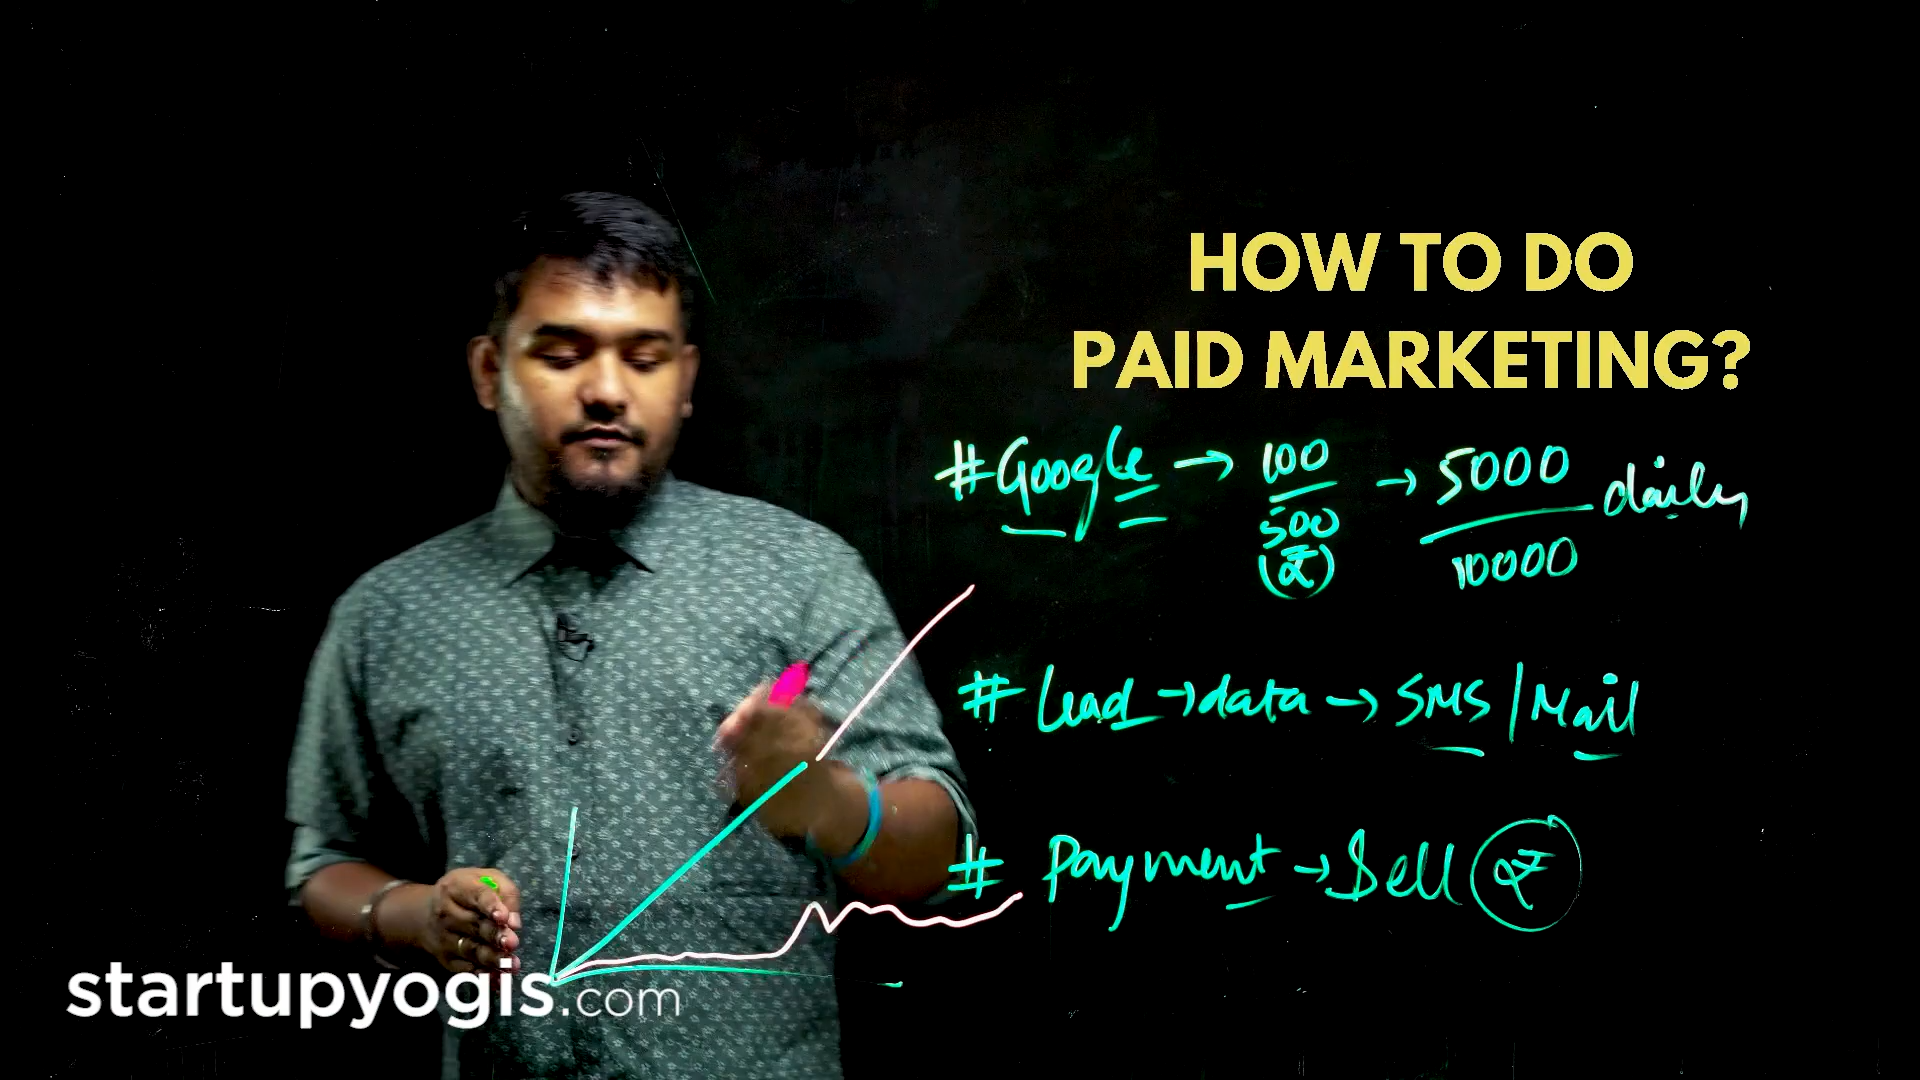 HOW TO DO
PAID MARKETING?
#Google → 100 → 5000 daily
500 10000
(₹)
# Lead → data → SMS / Mail
# Payment → Sell ₹
startupyogis.com